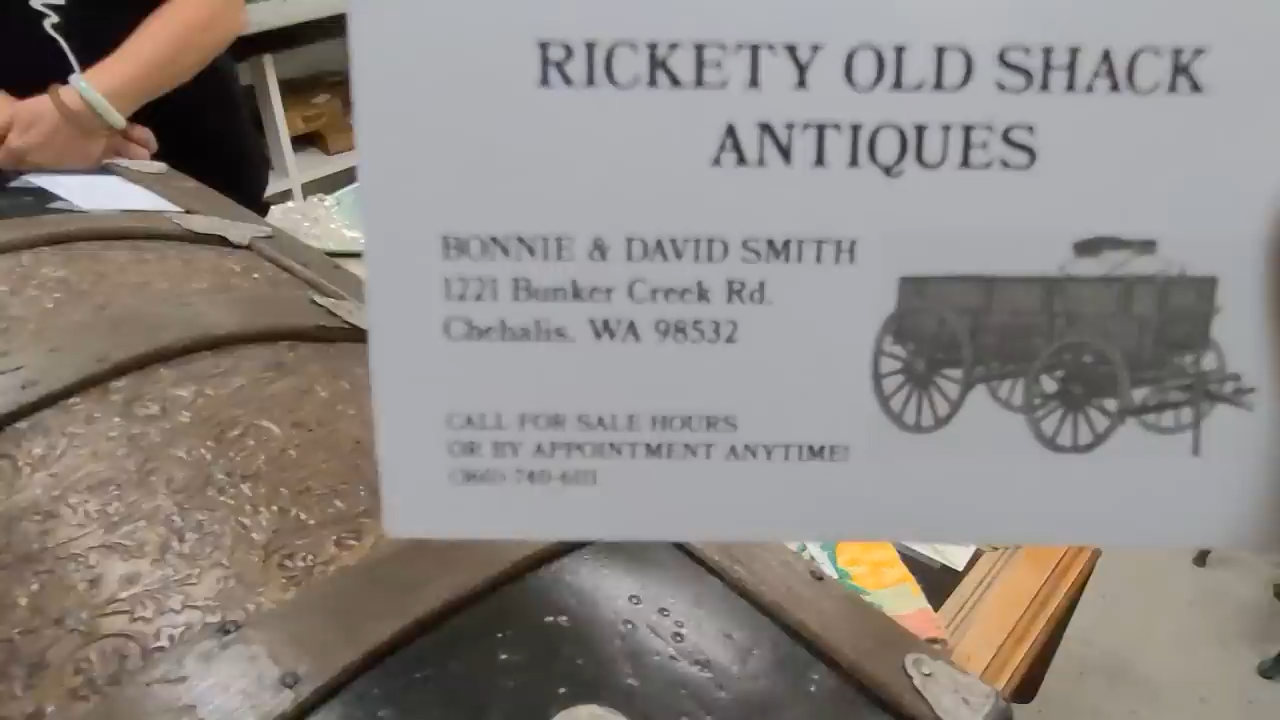 RICKETY OLD SHACK
ANTIQUES
BONNIE & DAVID SMITH
1221 Bunker Creek Rd.
Chehalis, WA 98532
CALL FOR SALE HOURS
OR BY APPOINTMENT ANYTIME!